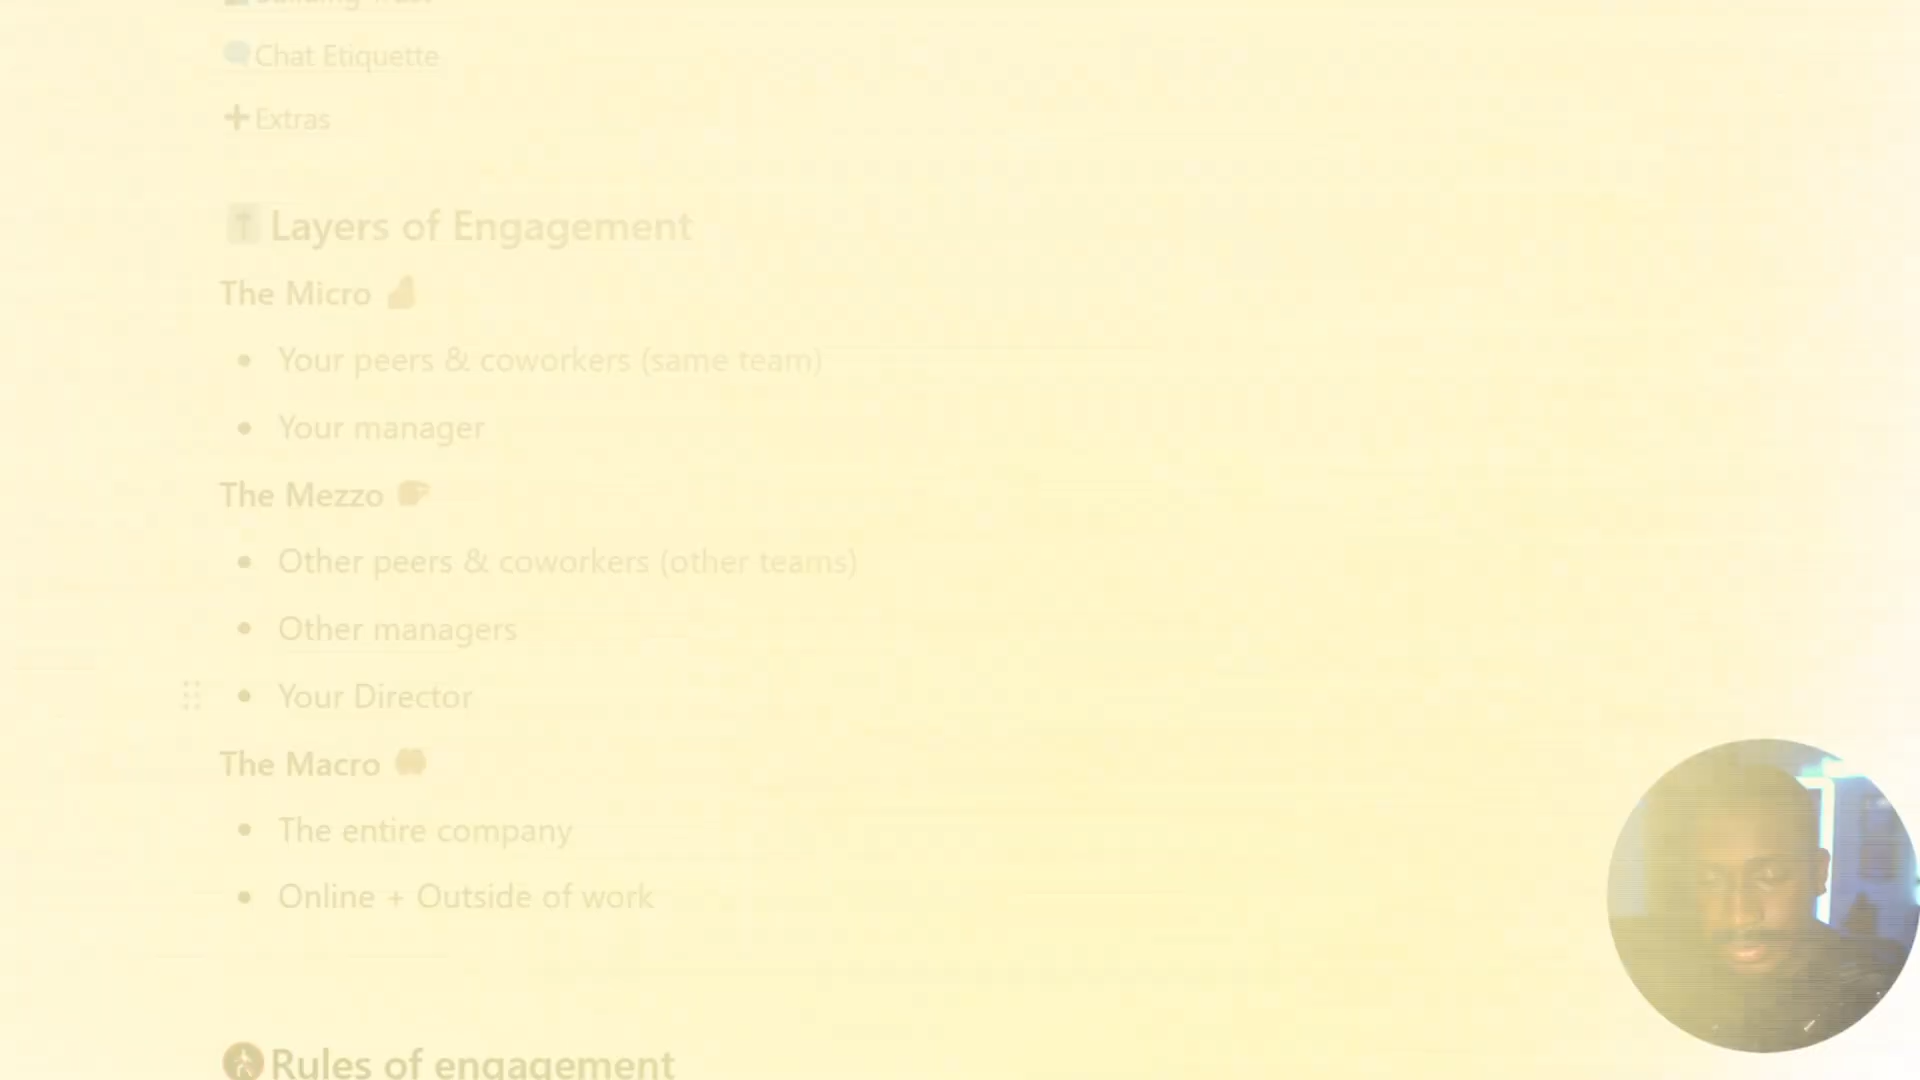 Building Trust
Chat Etiquette
Extras
Layers of Engagement
The Micro
Your peers & coworkers (same team)
Your manager
The Mezzo
Other peers & coworkers (other teams)
Other managers
Your Director
The Macro
The entire company
Online + Outside of work
Rules of engagement